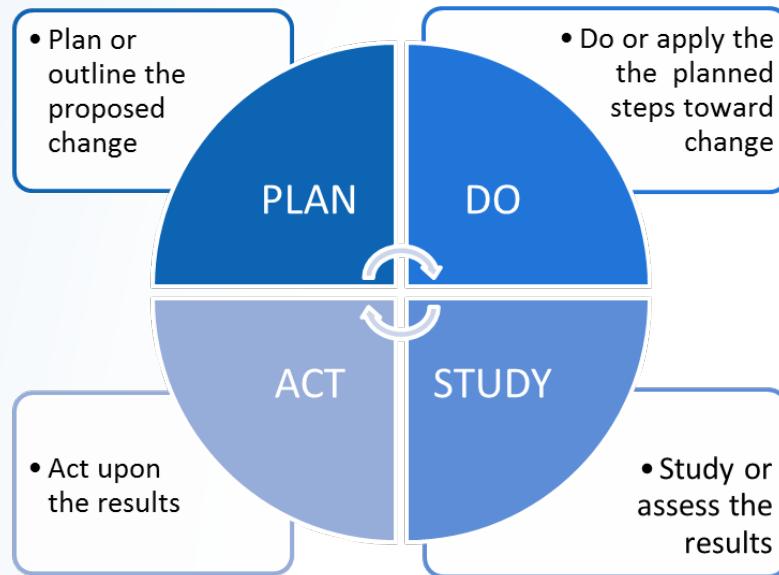 • Plan or
outline the
proposed
change
• Do or apply the
the planned
steps toward
change
PLAN
DO
ACT
STUDY
• Act upon
the results
• Study or
assess the
results